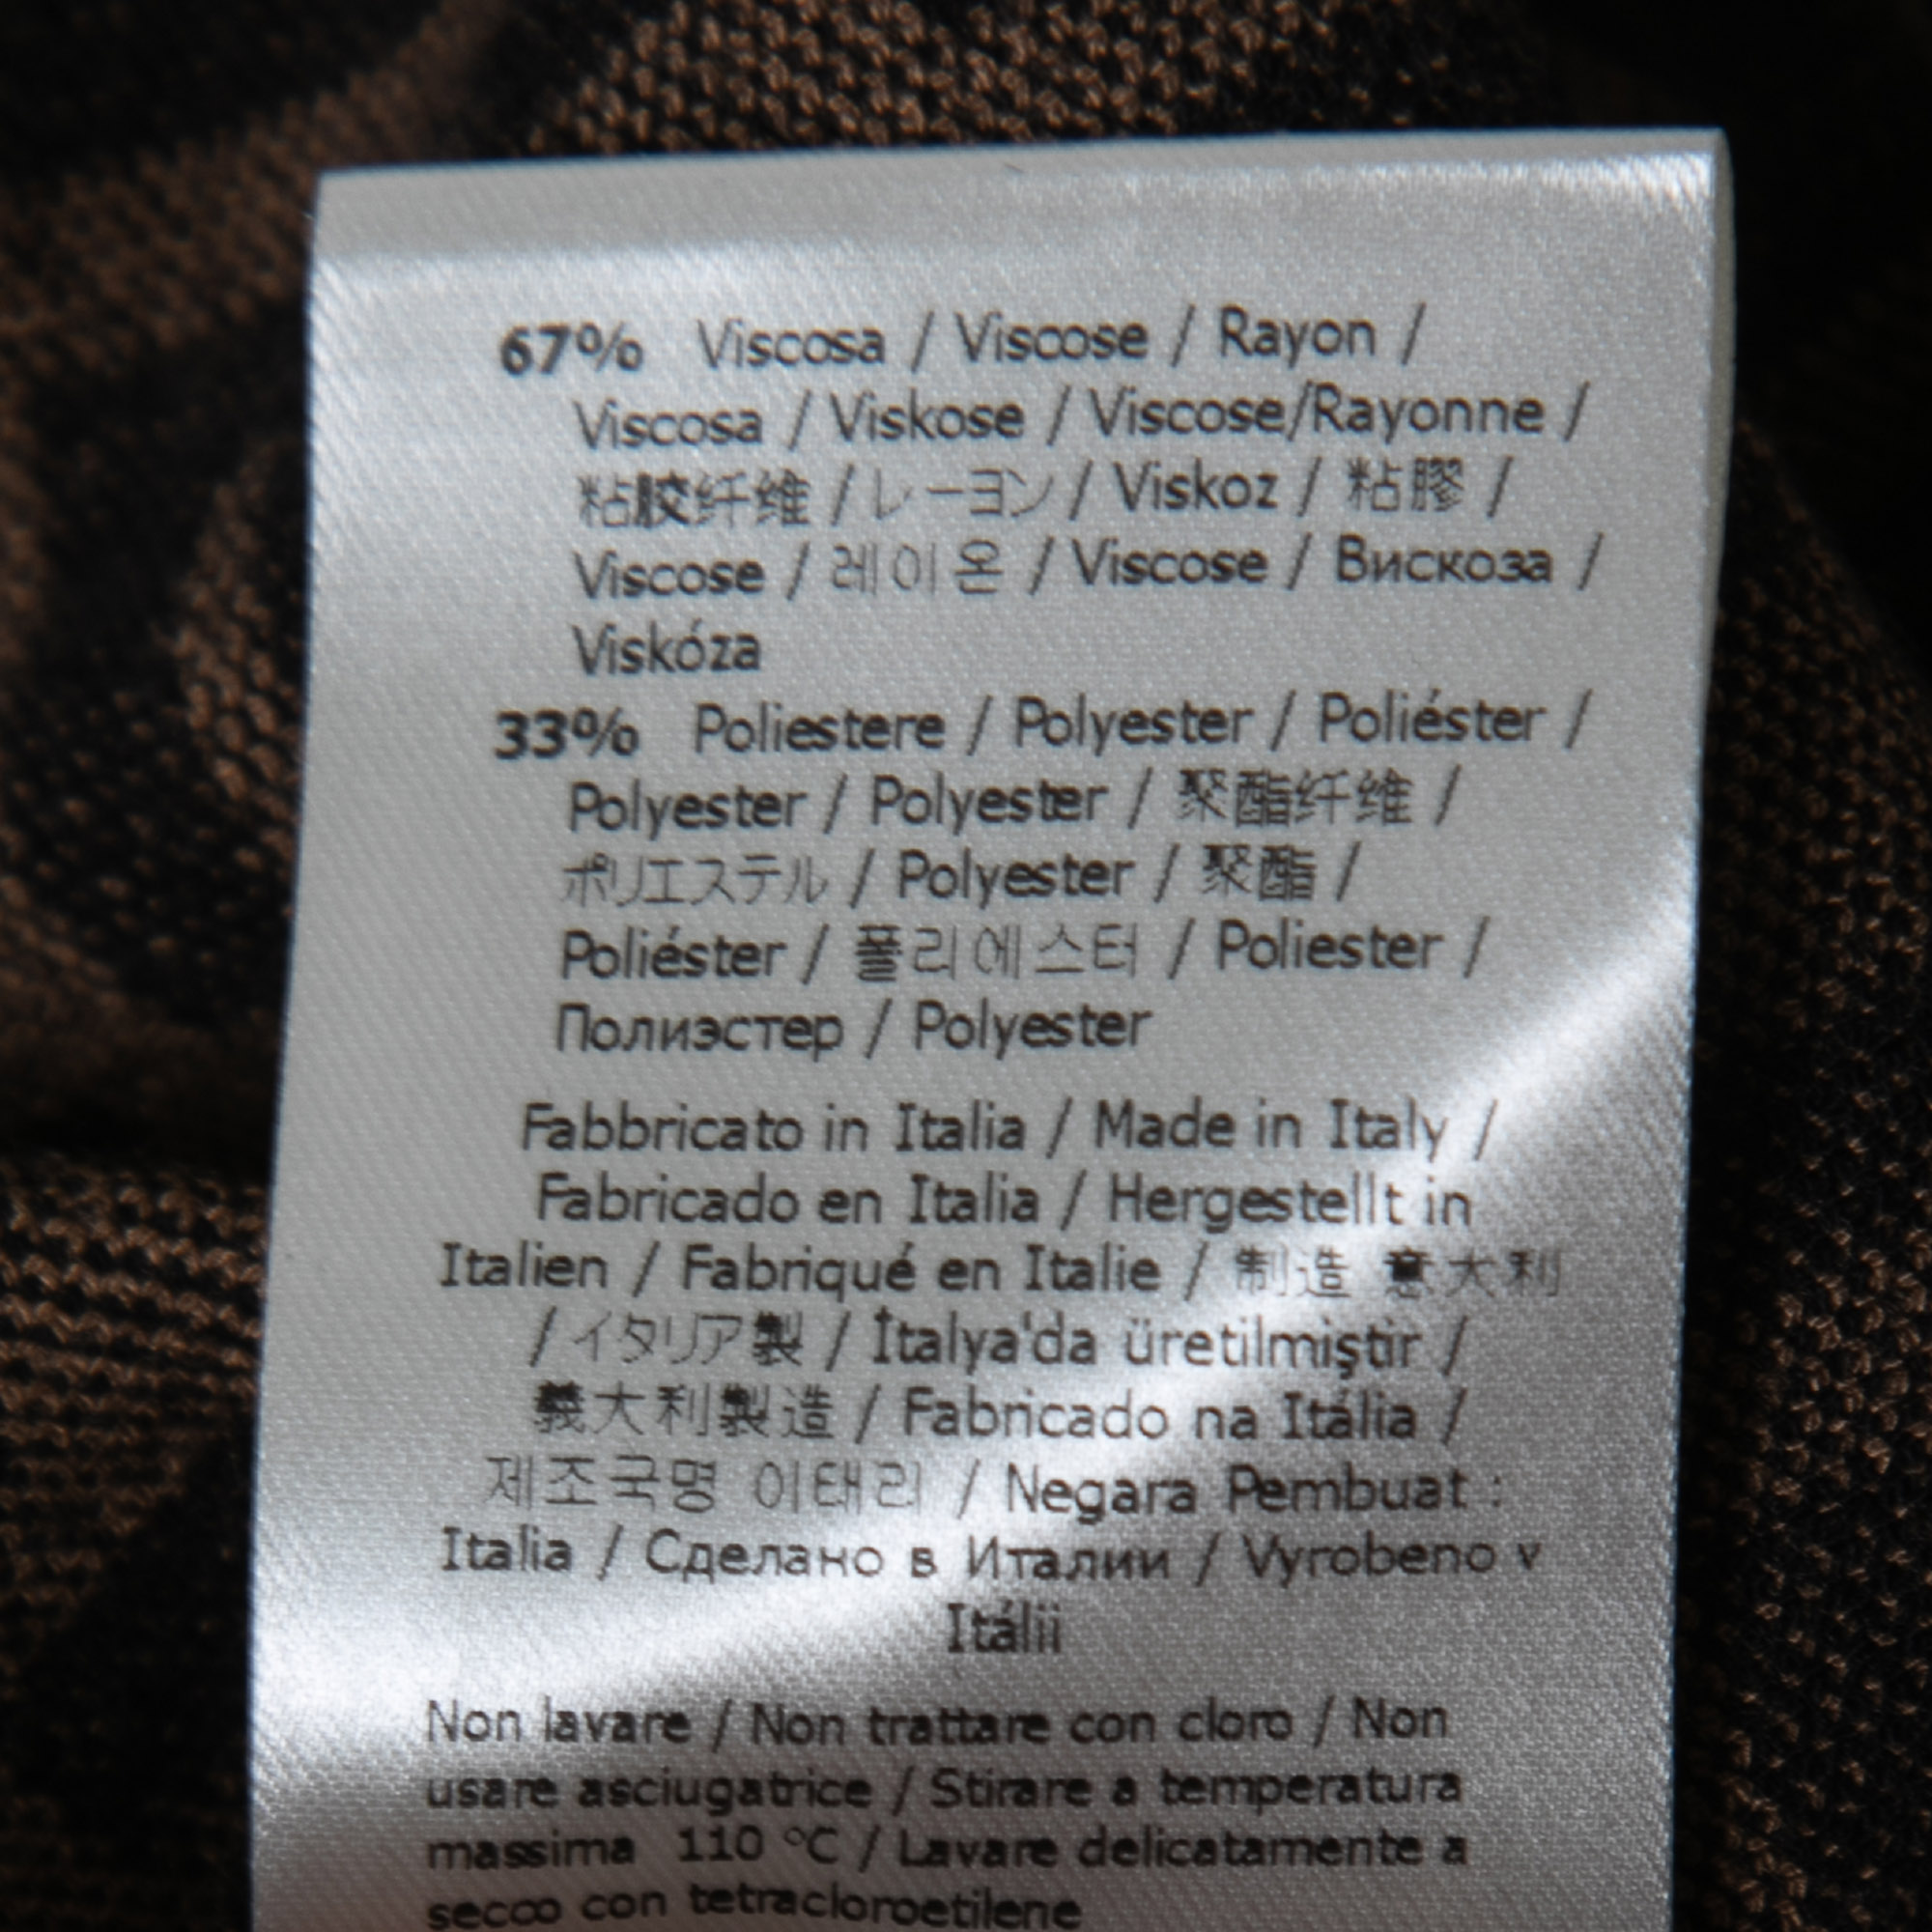 67% Viscosa / Viscose / Rayon /
Viscosa / Viskose / Viscose/Rayonne /
粘胶纤维 / レーヨン / Viskoz / 粘膠 /
Viscose / 레이온 / Viscose / Вискоза /
Viskóza
33% Poliestere / Polyester / Poliéster /
Polyester / Polyester / 聚酯纤维 /
ポリエステル / Polyester / 聚酯 /
Poliéster / 폴리에스터 / Poliester /
Полиэстер / Polyester
Fabbricato in Italia / Made in Italy /
Fabricado en Italia / Hergestellt in
Italien / Fabriqué en Italie / 制造 意大利
/ イタリア製 / İtalya'da üretilmiştir /
義大利製造 / Fabricado na Itália /
제조국명 이태리 / Negara Pembuat :
Italia / Сделано в Италии / Vyrobeno v
Itálii
Non lavare / Non trattare con cloro / Non
usare asciugatrice / Stirare a temperatura
massima 110 °C / Lavare delicatamente a
secco con tetracloroetilene